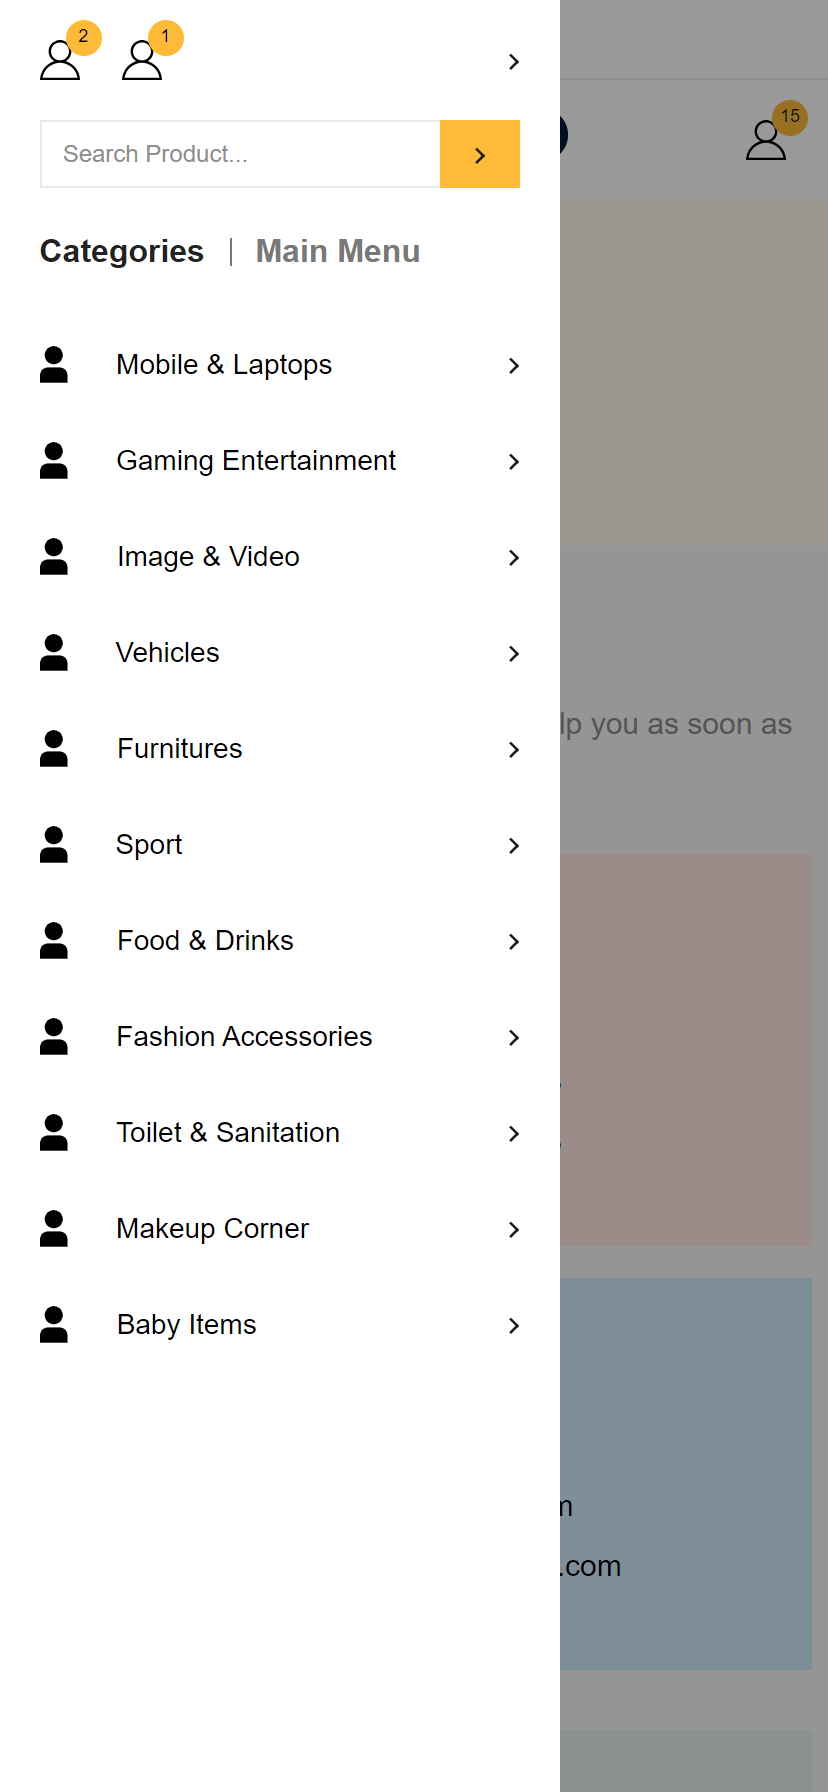 2
1
15
Search Product...
Categories | Main Menu
Mobile & Laptops
Gaming Entertainment
Image & Video
Vehicles
lp you as soon as
Furnitures
Sport
Food & Drinks
Fashion Accessories
Toilet & Sanitation
Makeup Corner
Baby Items
m
.com